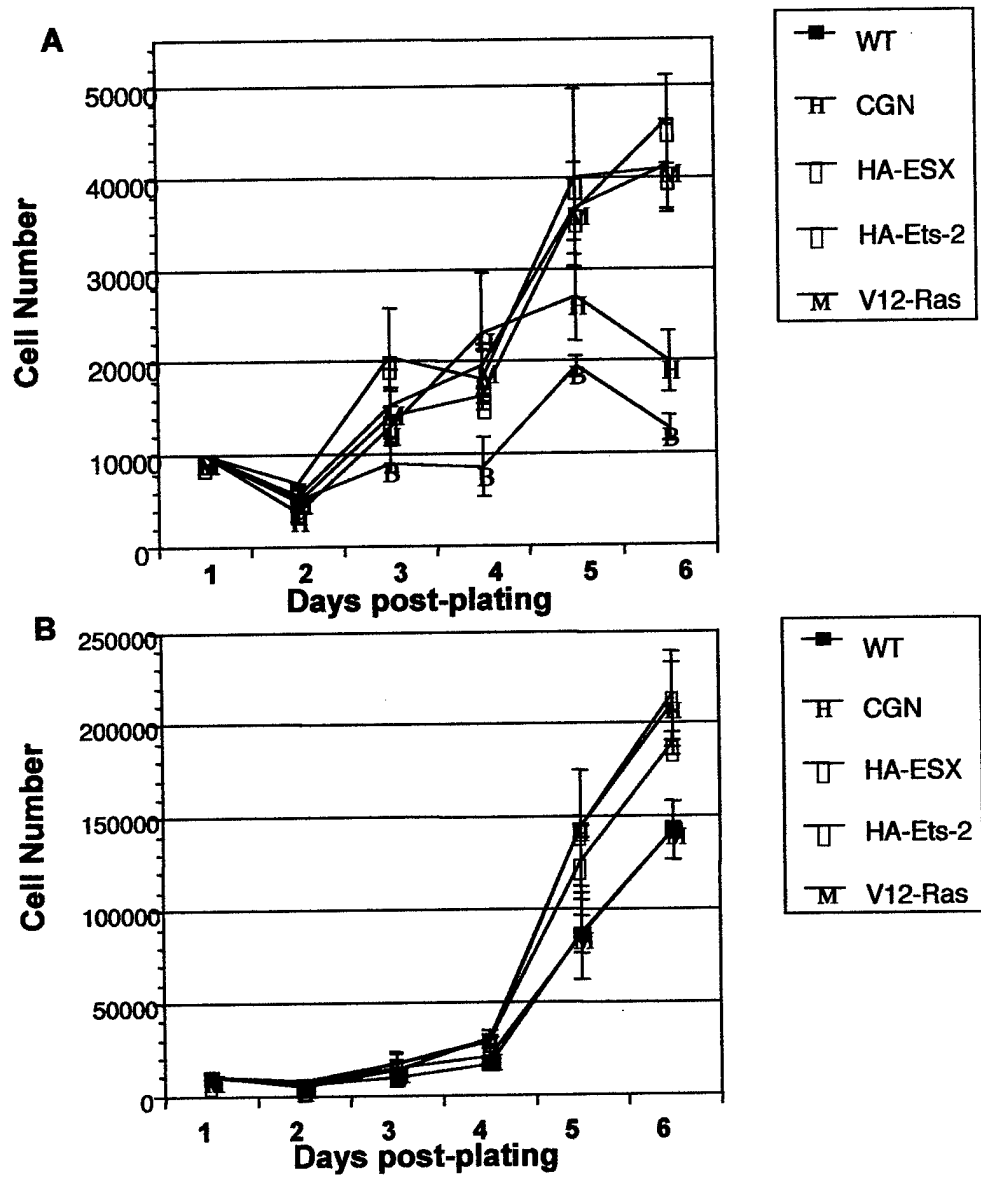 A
50000
40000
30000
20000
10000
0
Cell Number
1 2 3 4 5 6
Days post-plating
WT
H CGN
HA-ESX
HA-Ets-2
M V12-Ras
B
250000
200000
150000
100000
50000
0
Cell Number
1 2 3 4 5 6
Days post-plating
WT
H CGN
HA-ESX
HA-Ets-2
M V12-Ras